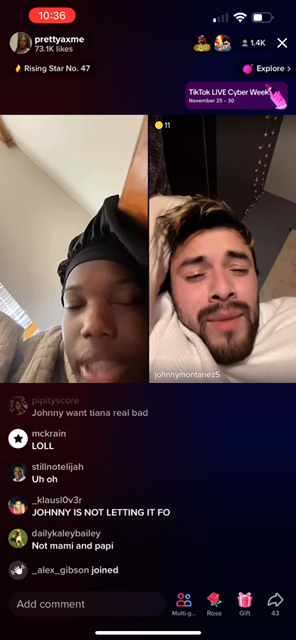 10:36
prettyaxme
73.1K likes
1.4K
Rising Star No. 47
Explore >
TikTok LIVE Cyber Week
November 25 - 30
11
johnnymontanez5
pipityscore
Johnny want tiana real bad
mckrain
LOLL
stillnotelijah
Uh oh
_klausl0v3r
JOHNNY IS NOT LETTING IT FO
dailykaleybailey
Not mami and papi
_alex_gibson joined
Add comment
Multi-g...
Rose
Gift
43